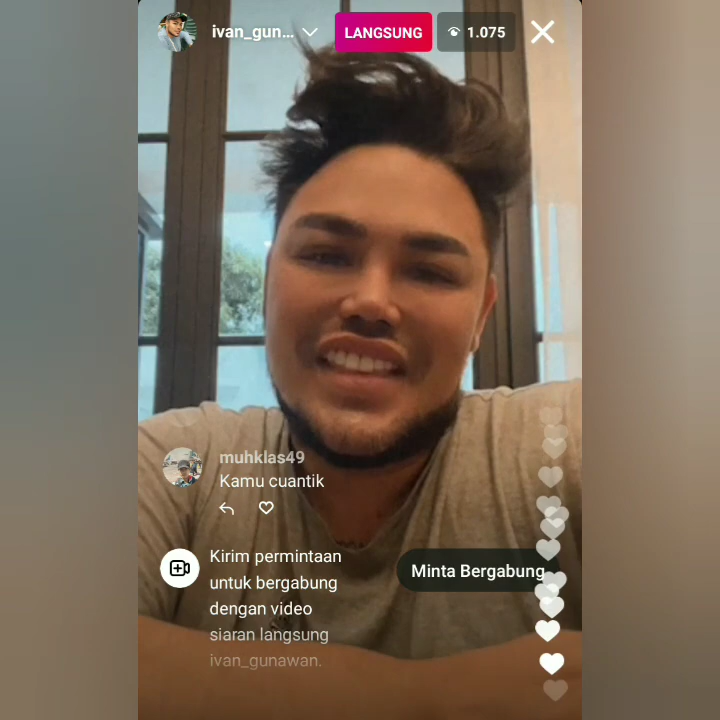 ivan_gun...
LANGSUNG
1.075
muhklas49
Kamu cuantik
Kirim permintaan
untuk bergabung
dengan video
siaran langsung
ivan_gunawan.
Minta Bergabung